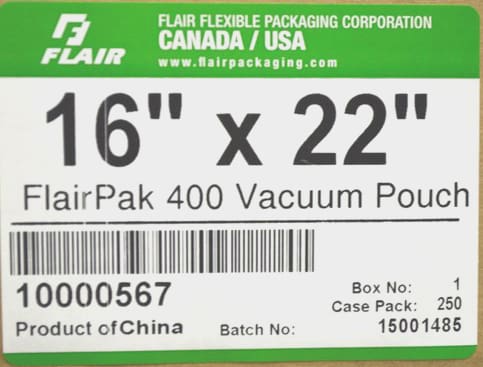 FLAIR
FLAIR FLEXIBLE PACKAGING CORPORATION
CANADA / USA
www.flairpackaging.com
16" x 22"
FlairPak 400 Vacuum Pouch
10000567
Box No: 1
Case Pack: 250
Product of China Batch No: 15001485